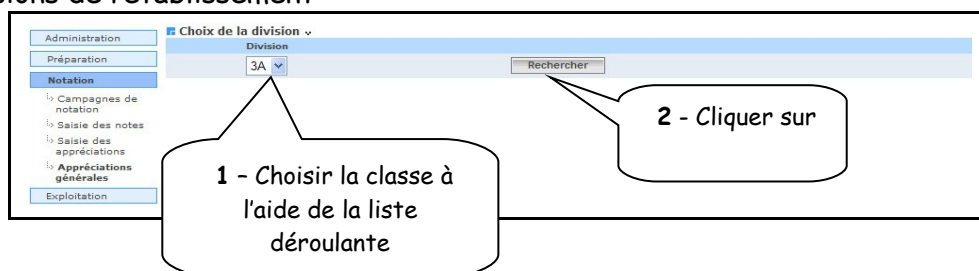 Administration
Préparation
Notation
Campagnes de
notation
Saisie des notes
Saisie des
appréciations
Appréciations
générales
Exploitation
Choix de la division
Division
3A
Rechercher
1 – Choisir la classe à
l'aide de la liste
déroulante
2 - Cliquer sur